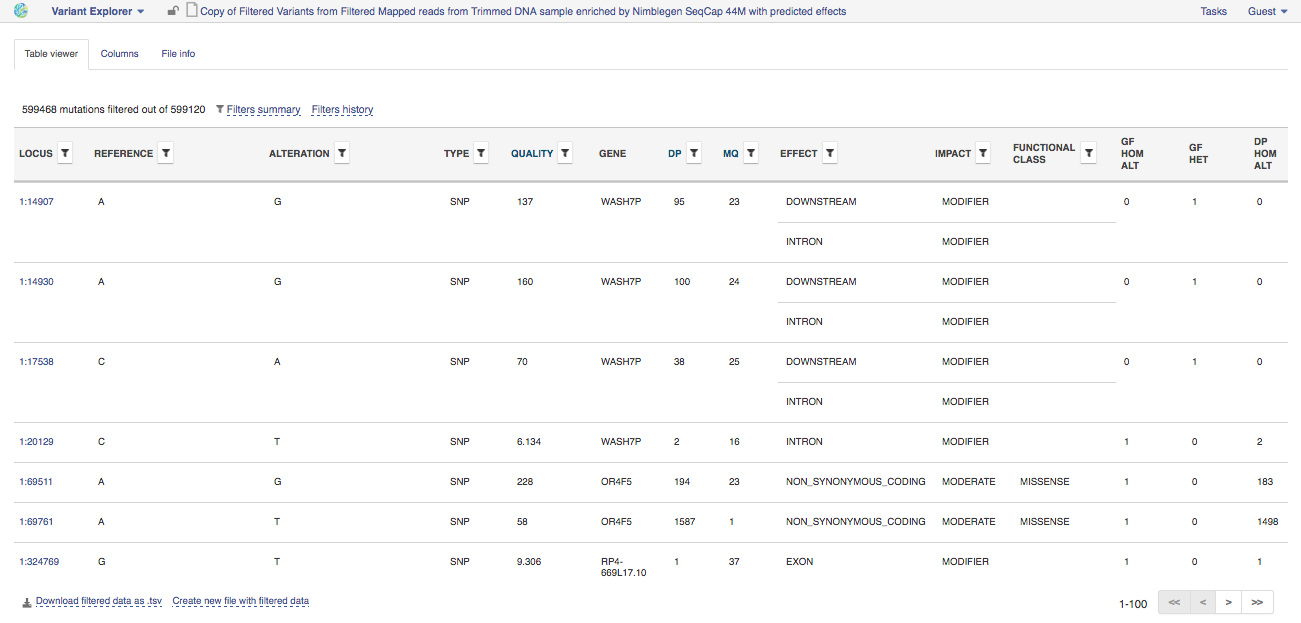 Variant Explorer Copy of Filtered Variants from Filtered Mapped reads from Trimmed DNA sample enriched by Nimblegen SeqCap 44M with predicted effects Tasks Guest
Table viewer Columns File info
599468 mutations filtered out of 599120 Filters summary Filters history
LOCUS REFERENCE ALTERATION TYPE QUALITY GENE DP MQ EFFECT IMPACT FUNCTIONAL CLASS GF HOM ALT GF HET DP HOM ALT
1:14907 A G SNP 137 WASH7P 95 23 DOWNSTREAM MODIFIER 0 1 0
INTRON MODIFIER
1:14930 A G SNP 160 WASH7P 100 24 DOWNSTREAM MODIFIER 0 1 0
INTRON MODIFIER
1:17538 C A SNP 70 WASH7P 38 25 DOWNSTREAM MODIFIER 0 1 0
INTRON MODIFIER
1:20129 C T SNP 6.134 WASH7P 2 16 INTRON MODIFIER 1 0 2
1:69511 A G SNP 228 OR4F5 194 23 NON_SYNONYMOUS_CODING MODERATE MISSENSE 1 0 183
1:69761 A T SNP 58 OR4F5 1587 1 NON_SYNONYMOUS_CODING MODERATE MISSENSE 1 0 1498
1:324769 G T SNP 9.306 RP4- 1 37 EXON MODIFIER 1 0 1
669L17.10
Download filtered data as .tsv Create new file with filtered data 1-100 << < > >>